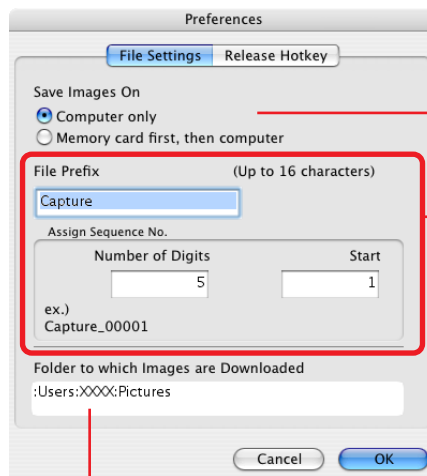 Preferences
File Settings Release Hotkey
Save Images On
Computer only
Memory card first, then computer
File Prefix (Up to 16 characters)
Capture
Assign Sequence No.
Number of Digits Start
5 1
ex.)
Capture_00001
Folder to which Images are Downloaded
:Users:XXXX:Pictures
Cancel OK